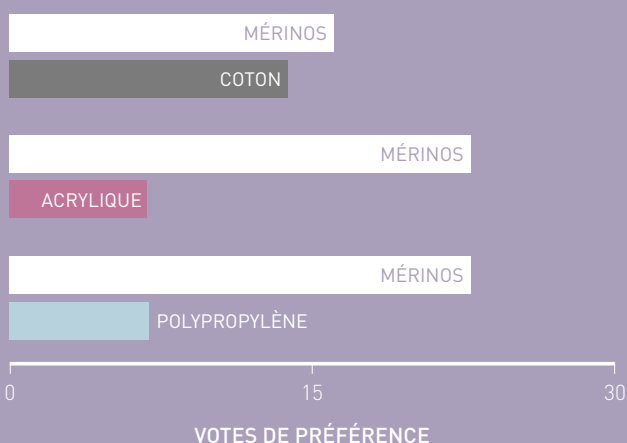 MÉRINOS
COTON
MÉRINOS
ACRYLIQUE
MÉRINOS
POLYPROPYLÈNE
0 15 30
VOTES DE PRÉFÉRENCE